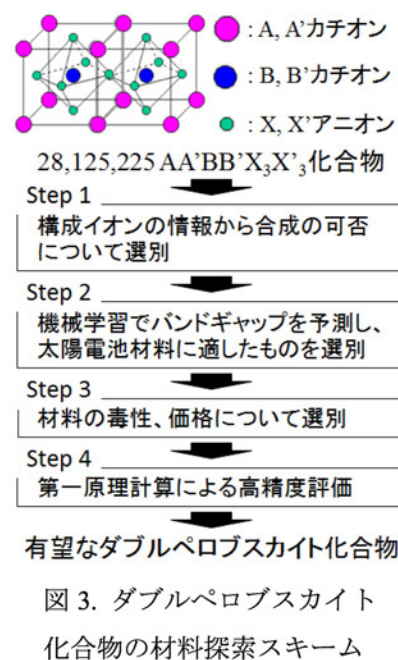 : A, A’カチオン
: B, B’カチオン
: X, X’アニオン
28,125,225 AA’BB’X₃X’₃化合物
Step 1
構成イオンの情報から合成の可否
について選別
Step 2
機械学習でバンドギャップを予測し、
太陽電池材料に適したものを選別
Step 3
材料の毒性、価格について選別
Step 4
第一原理計算による高精度評価
有望なダブルペロブスカイト化合物
図 3. ダブルペロブスカイト
化合物の材料探索スキーム